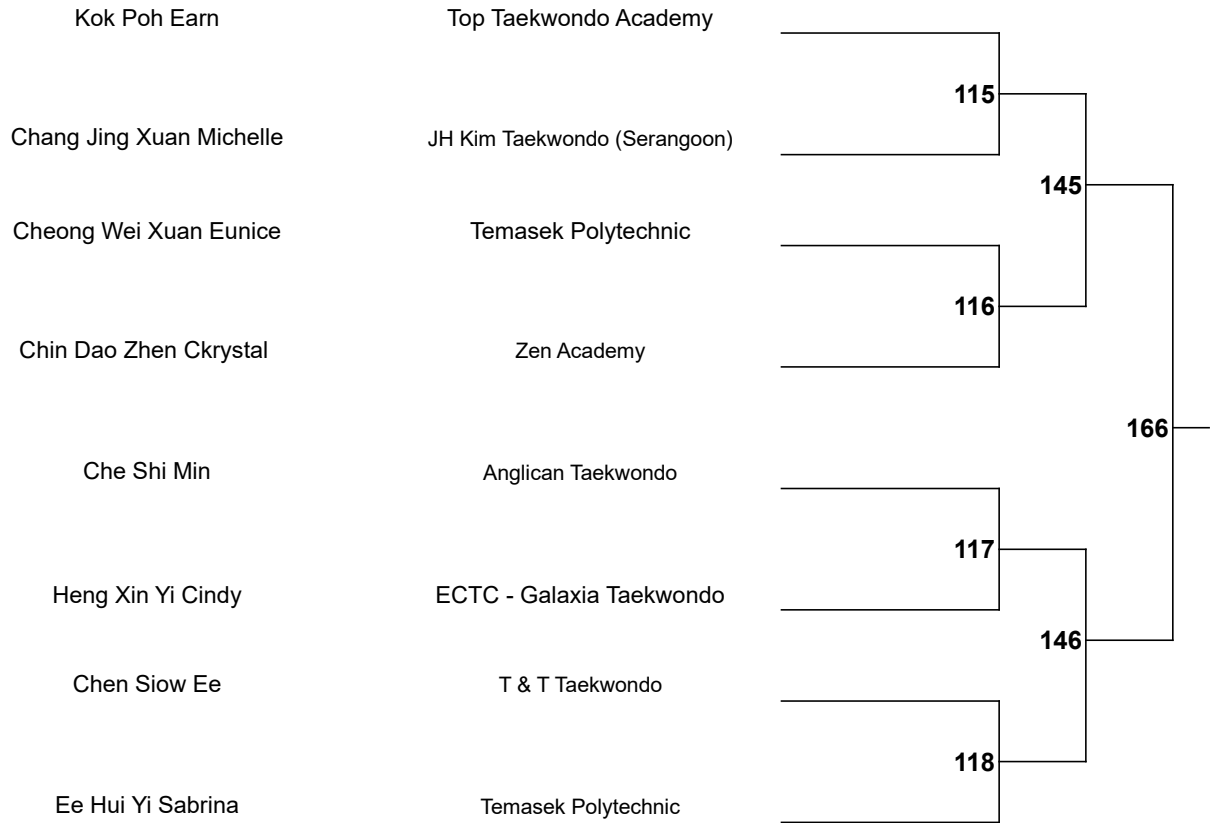 Kok Poh Earn Top Taekwondo Academy
115
Chang Jing Xuan Michelle JH Kim Taekwondo (Serangoon)
145
Cheong Wei Xuan Eunice Temasek Polytechnic
116
Chin Dao Zhen Ckrystal Zen Academy
166
Che Shi Min Anglican Taekwondo
117
Heng Xin Yi Cindy ECTC - Galaxia Taekwondo
146
Chen Siow Ee T & T Taekwondo
118
Ee Hui Yi Sabrina Temasek Polytechnic